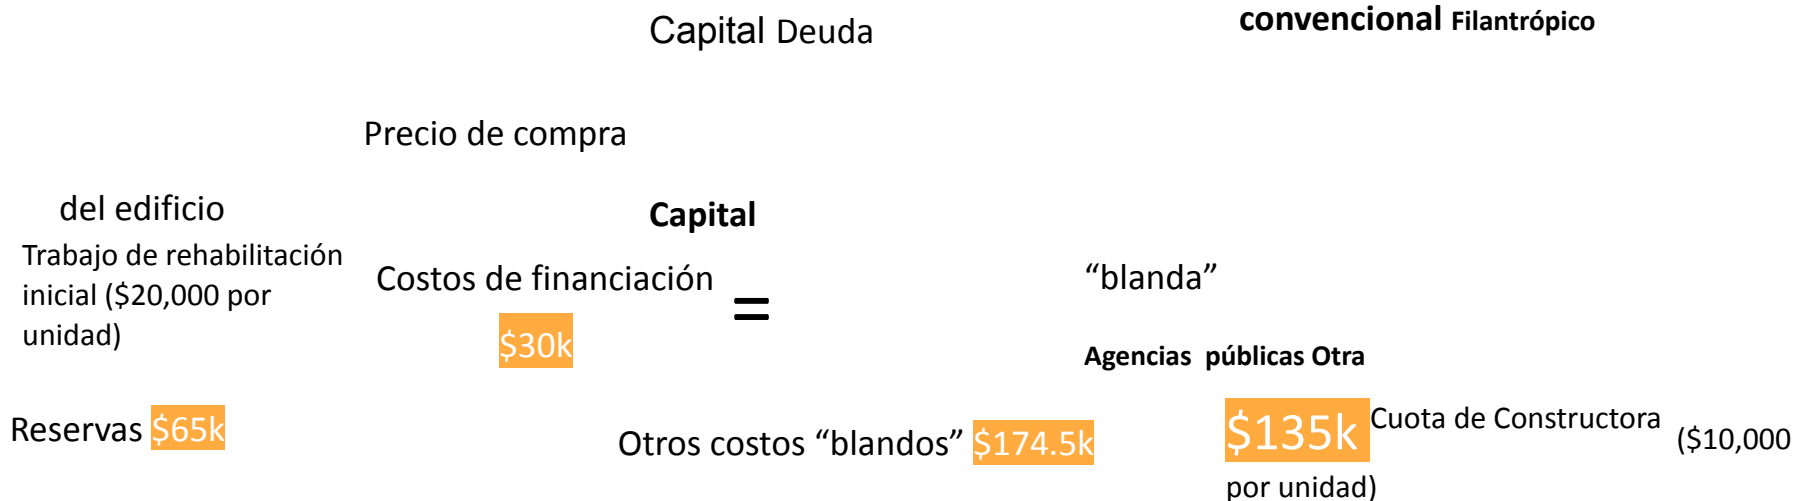 convencional Filantrópico
Capital Deuda
Precio de compra
del edificio
Capital
Trabajo de rehabilitación
inicial ($20,000 por
unidad)
Costos de financiación
$30k
=
“blanda”
Agencias públicas Otra
Reservas $65k
Otros costos “blandos” $174.5k
$135k Cuota de Constructora ($10,000
por unidad)